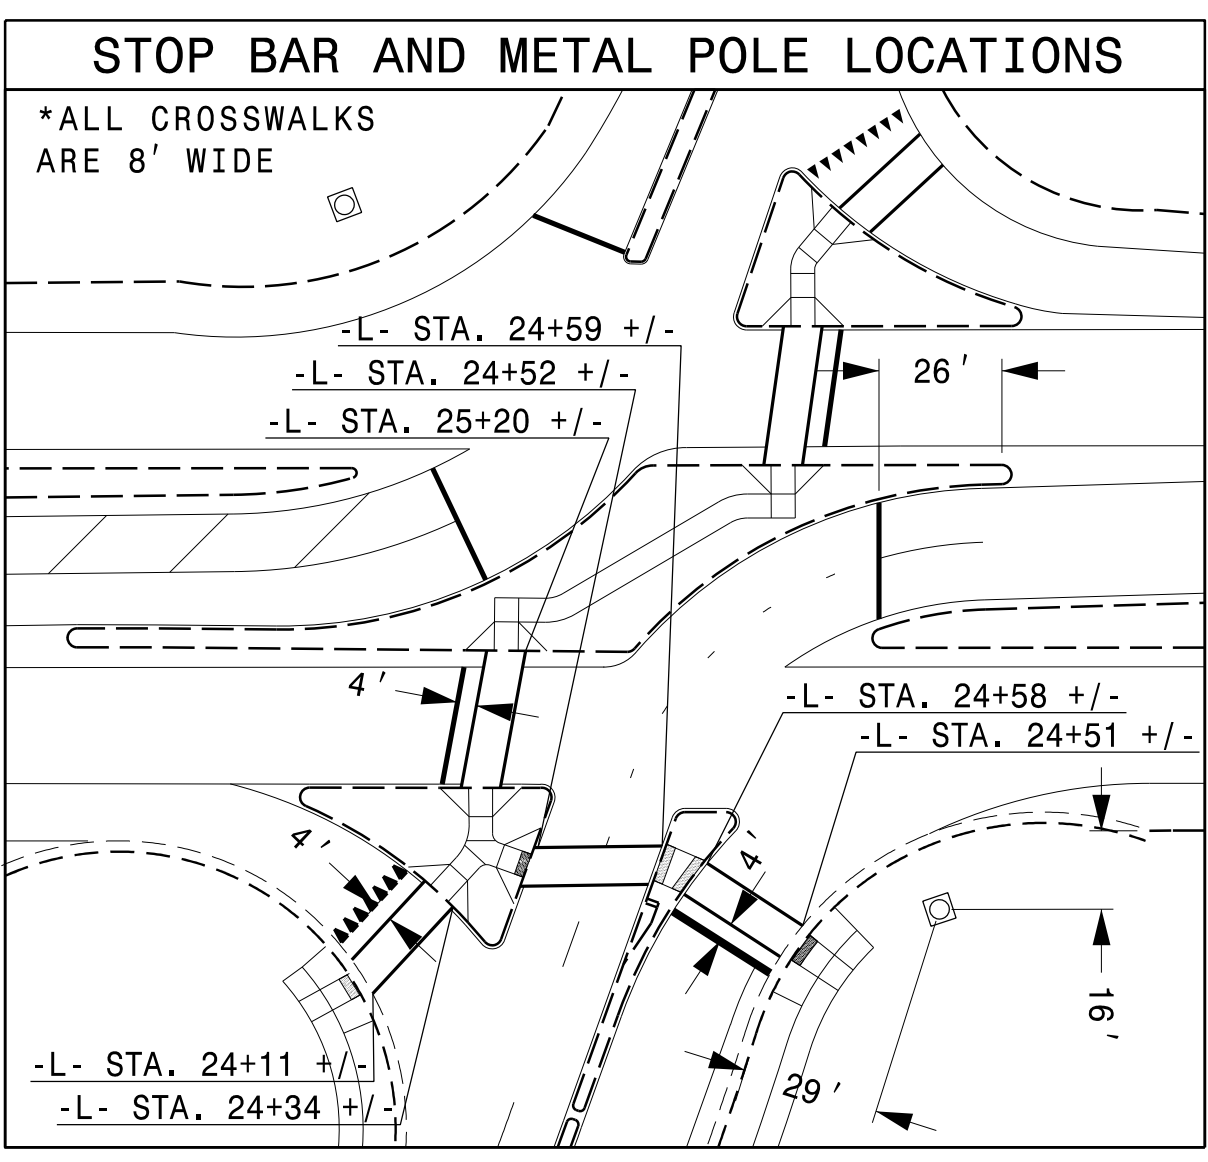 STOP BAR AND METAL POLE LOCATIONS
*ALL CROSSWALKS
ARE 8' WIDE
-L- STA. 24+59 +/-
-L- STA. 24+52 +/-
-L- STA. 25+20 +/-
26'
4'
-L- STA. 24+58 +/-
-L- STA. 24+51 +/-
4'
4'
16'
29'
-L- STA. 24+11 +/-
-L- STA. 24+34 +/-